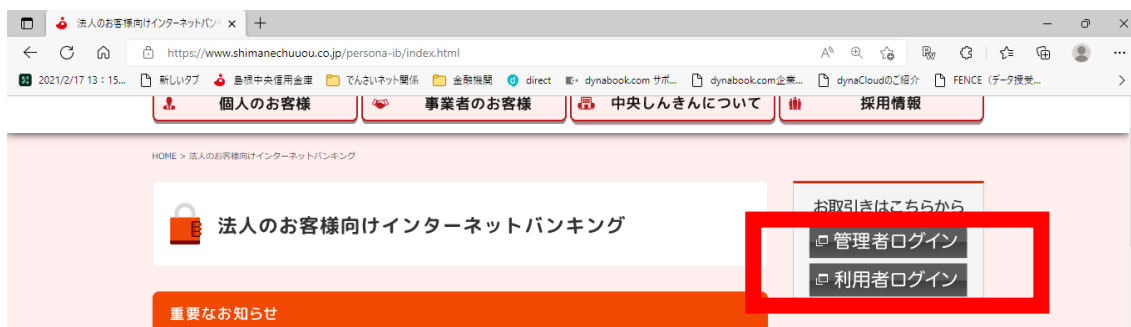 法人のお客様向けインターネットバン
https://www.shimanechuuou.co.jp/persona-ib/index.html
2021/2/17 13：15... 新しいタブ 島根中央信用金庫 でんさいネット関係 金融機関 direct dynabook.com サポ... dynabook.com企業... dynaCloudのご紹介 FENCE（データ授受...
個人のお客様 事業者のお客様 中央しんきんについて 採用情報
HOME > 法人のお客様向けインターネットバンキング
お取引きはこちらから
法人のお客様向けインターネットバンキング
管理者ログイン
利用者ログイン
重要なお知らせ